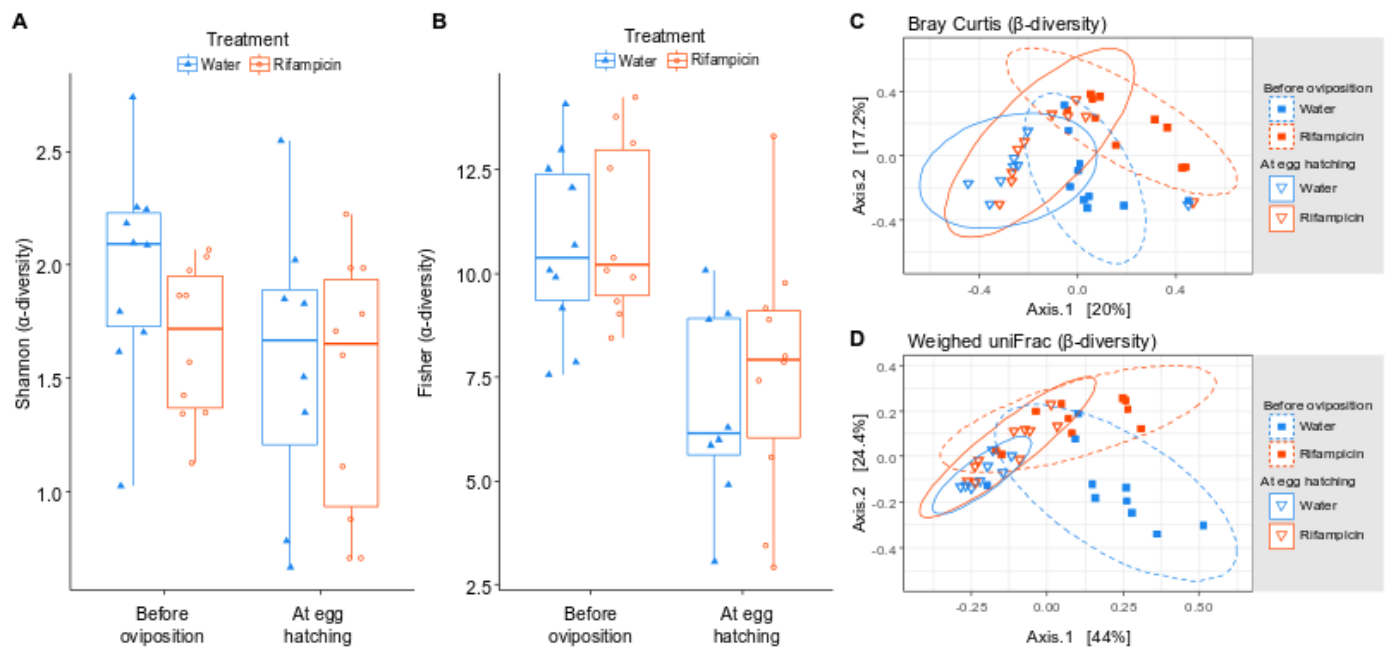 A
Treatment
Water Rifampicin
Shannon (α-diversity)
2.5
2.0
1.5
1.0
Before
oviposition
At egg
hatching
B
Treatment
Water Rifampicin
Fisher (α-diversity)
12.5
10.0
7.5
5.0
2.5
Before
oviposition
At egg
hatching
C Bray Curtis (β-diversity)
Axis.2 [17.2%]
0.4
0.0
-0.4
-0.4 0.0 0.4
Axis.1 [20%]
Before oviposition
Water
Rifampicin
At egg hatching
Water
Rifampicin
D Weighed uniFrac (β-diversity)
Axis.2 [24.4%]
0.4
0.2
0.0
-0.2
-0.4
-0.25 0.00 0.25 0.50
Axis.1 [44%]
Before oviposition
Water
Rifampicin
At egg hatching
Water
Rifampicin